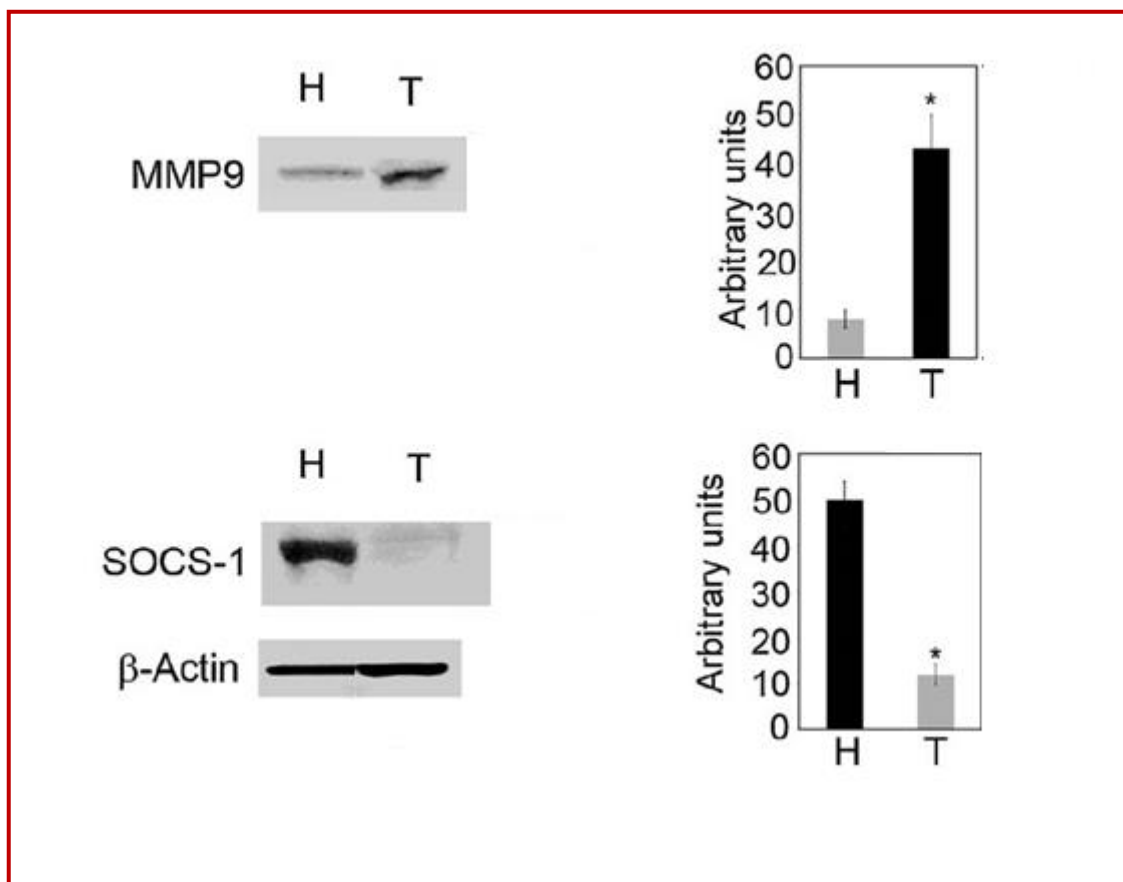 H T
MMP9
Arbitrary units
60
50
40
30
20
10
0
*
H T
H T
SOCS-1
β-Actin
Arbitrary units
60
50
40
30
20
10
0
*
H T